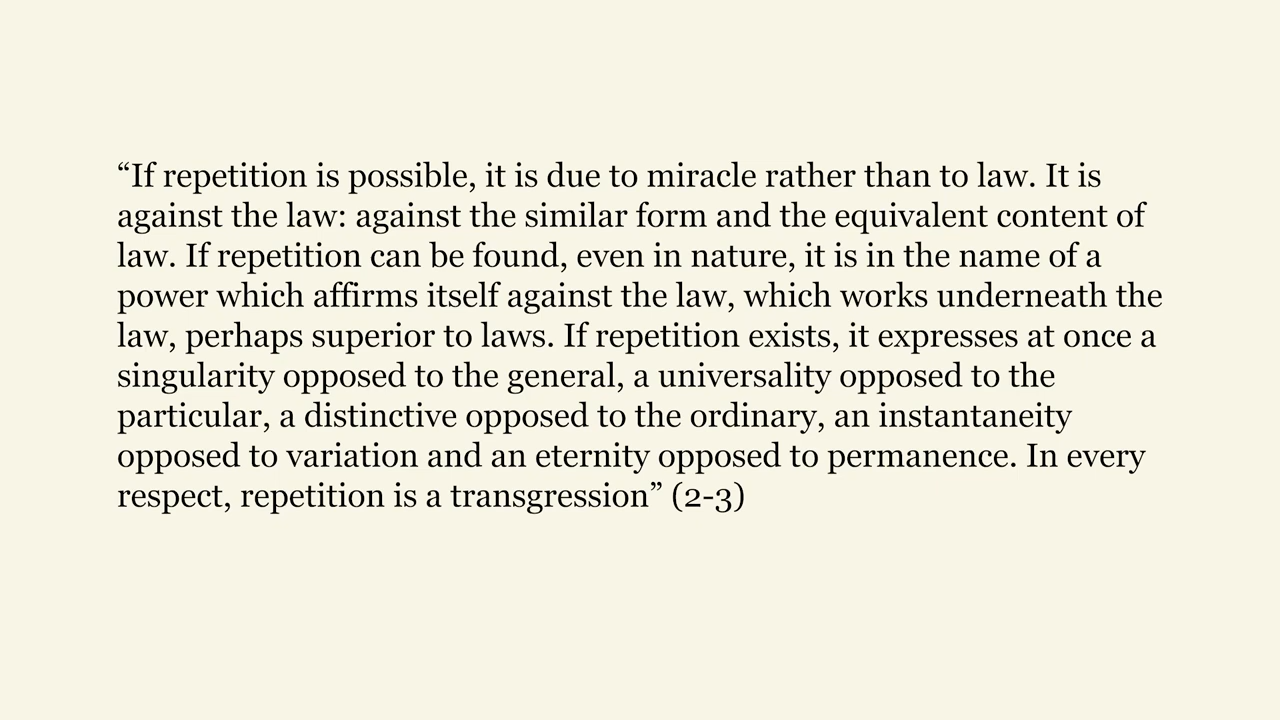 “If repetition is possible, it is due to miracle rather than to law. It is
against the law: against the similar form and the equivalent content of
law. If repetition can be found, even in nature, it is in the name of a
power which affirms itself against the law, which works underneath the
law, perhaps superior to laws. If repetition exists, it expresses at once a
singularity opposed to the general, a universality opposed to the
particular, a distinctive opposed to the ordinary, an instantaneity
opposed to variation and an eternity opposed to permanence. In every
respect, repetition is a transgression” (2-3)